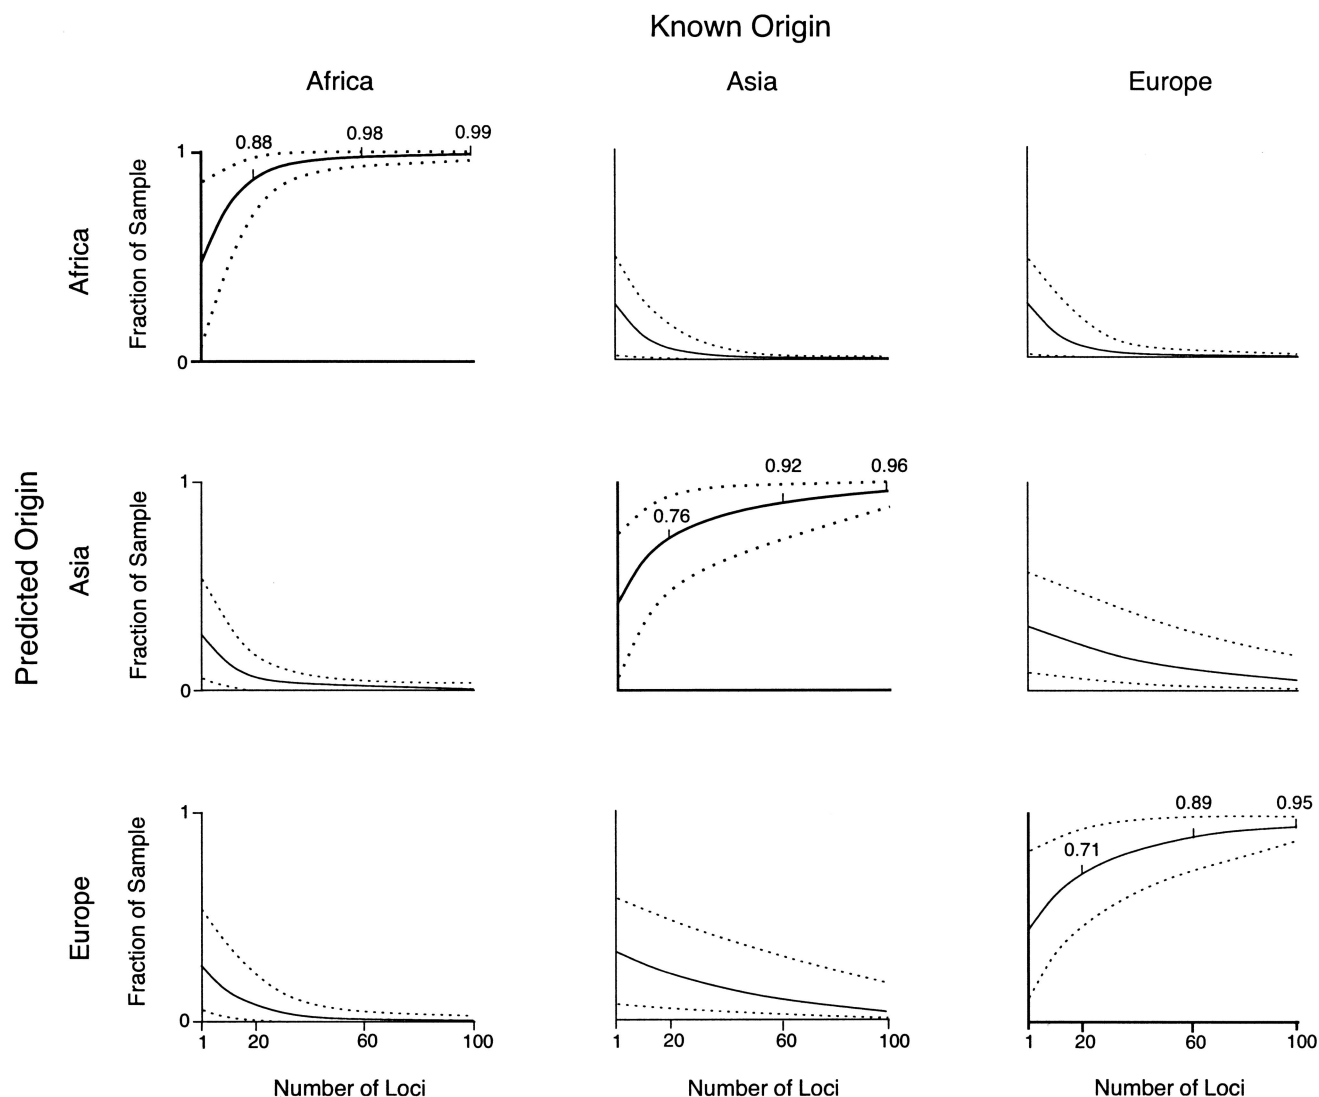 Known Origin
Africa Asia Europe
0.88 0.98 0.99
1
0
Fraction of Sample
Africa
Predicted Origin
0.76 0.92 0.96
1
0
Fraction of Sample
Asia
0.71 0.89 0.95
1
0
Fraction of Sample
Europe
1 20 60 100 1 20 60 100 1 20 60 100
Number of Loci Number of Loci Number of Loci